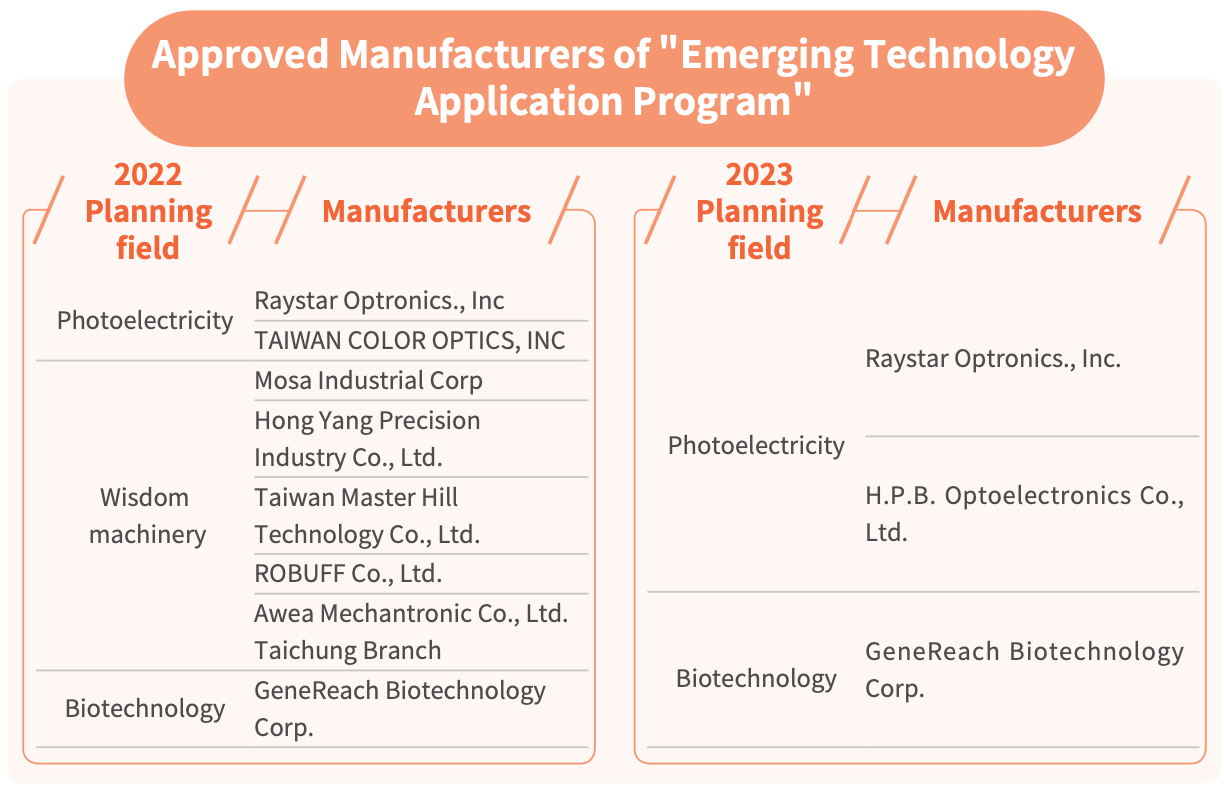 Approved Manufacturers of "Emerging Technology
Application Program"
2022
Planning
field
Manufacturers
Photoelectricity
Raystar Optronics., Inc
TAIWAN COLOR OPTICS, INC
Wisdom
machinery
Mosa Industrial Corp
Hong Yang Precision
Industry Co., Ltd.
Taiwan Master Hill
Technology Co., Ltd.
ROBUFF Co., Ltd.
Awea Mechantronic Co., Ltd.
Taichung Branch
Biotechnology
GeneReach Biotechnology
Corp.
2023
Planning
field
Manufacturers
Photoelectricity
Raystar Optronics., Inc.
H.P.B. Optoelectronics Co.,
Ltd.
Biotechnology
GeneReach Biotechnology
Corp.